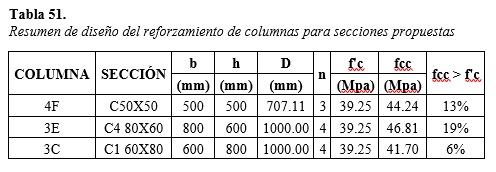 Tabla 51.
Resumen de diseño del reforzamiento de columnas para secciones propuestas
COLUMNA SECCIÓN b (mm) h (mm) D (mm) n f'c (Mpa) fcc (Mpa) fcc > f'c
4F C50X50 500 500 707.11 3 39.25 44.24 13%
3E C4 80X60 800 600 1000.00 4 39.25 46.81 19%
3C C1 60X80 600 800 1000.00 4 39.25 41.70 6%